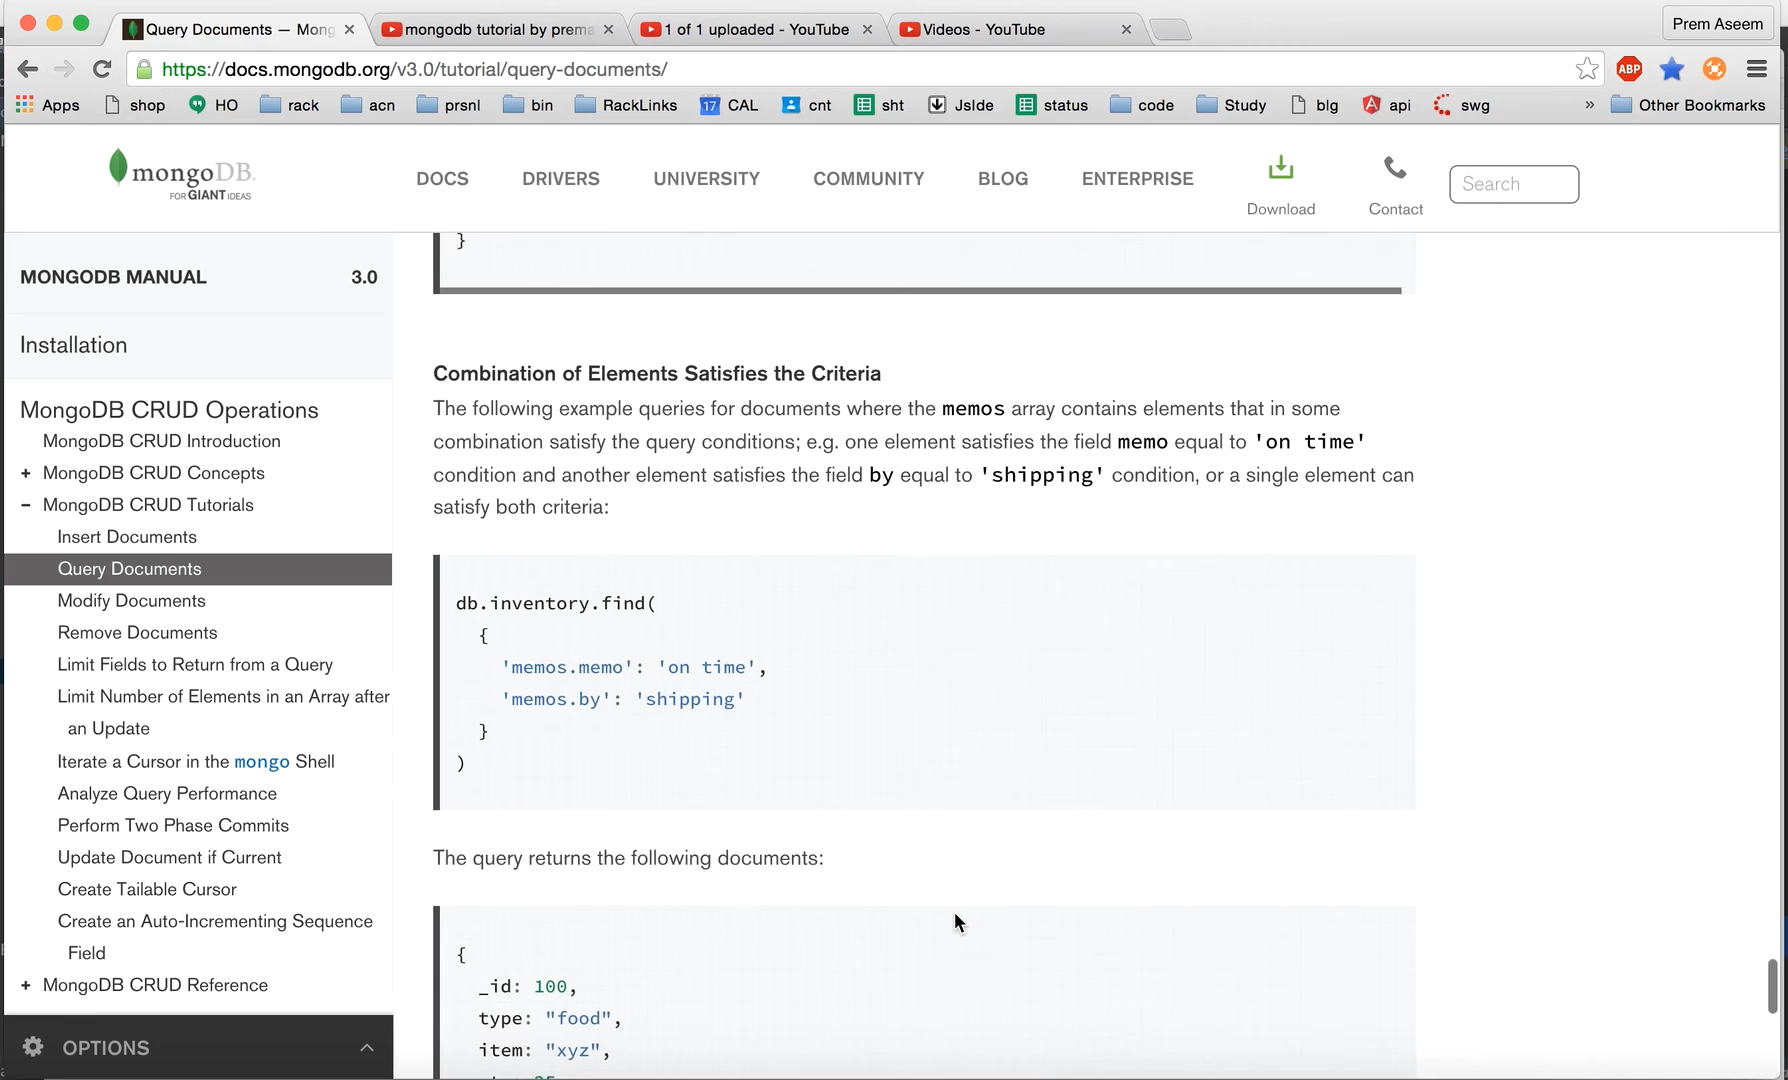 Query Documents — Mong
mongodb tutorial by prema
1 of 1 uploaded - YouTube
Videos - YouTube
Prem Aseem
https://docs.mongodb.org/v3.0/tutorial/query-documents/
ABP
Apps
shop
HO
rack
acn
prsnl
bin
RackLinks
17
CAL
cnt
sht
Jslde
status
code
Study
blg
api
swg
»
Other Bookmarks
mongoDB.
FOR GIANT IDEAS
DOCS
DRIVERS
UNIVERSITY
COMMUNITY
BLOG
ENTERPRISE
Download
Contact
Search
MONGODB MANUAL 3.0
Installation
MongoDB CRUD Operations
MongoDB CRUD Introduction
+ MongoDB CRUD Concepts
– MongoDB CRUD Tutorials
Insert Documents
Query Documents
Modify Documents
Remove Documents
Limit Fields to Return from a Query
Limit Number of Elements in an Array after
an Update
Iterate a Cursor in the mongo Shell
Analyze Query Performance
Perform Two Phase Commits
Update Document if Current
Create Tailable Cursor
Create an Auto-Incrementing Sequence
Field
+ MongoDB CRUD Reference
OPTIONS
}
Combination of Elements Satisfies the Criteria
The following example queries for documents where the memos array contains elements that in some
combination satisfy the query conditions; e.g. one element satisfies the field memo equal to 'on time'
condition and another element satisfies the field by equal to 'shipping' condition, or a single element can
satisfy both criteria:
db.inventory.find(
{
'memos.memo': 'on time',
'memos.by': 'shipping'
}
)
The query returns the following documents:
{
_id: 100,
type: "food",
item: "xyz",